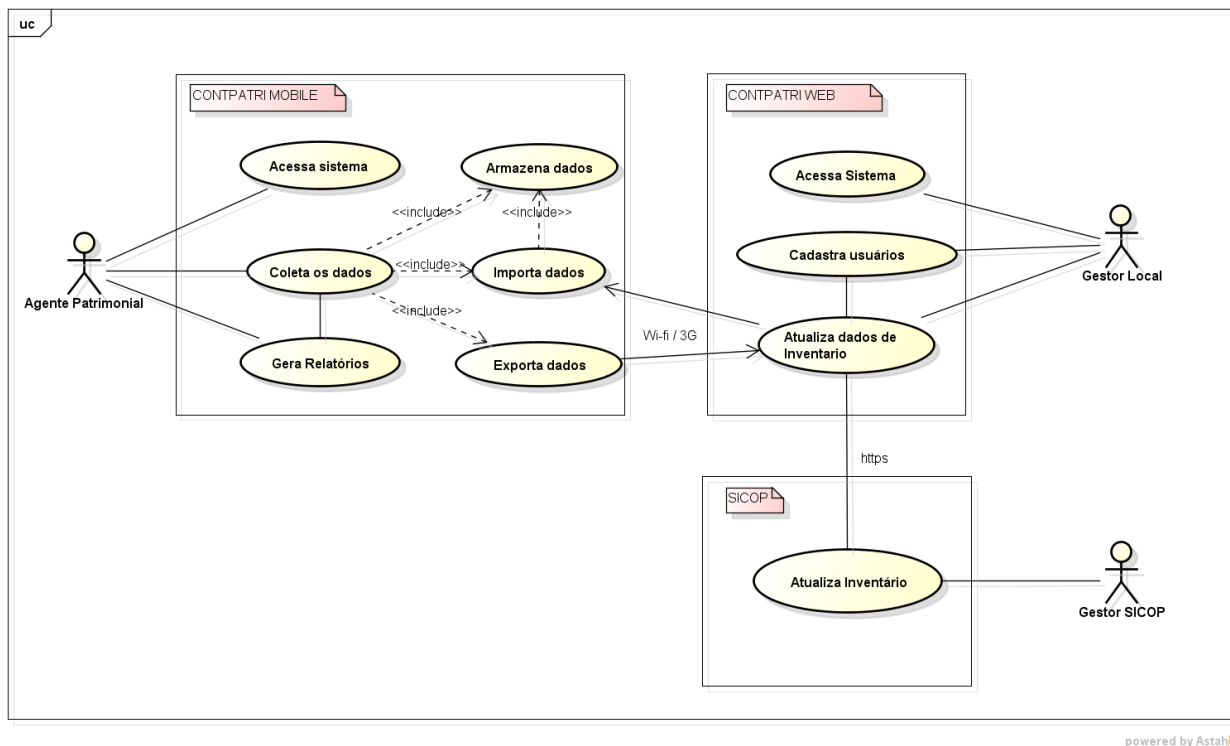 uc
CONTPATRI MOBILE
CONTPATRI WEB
Acessa sistema
Armazena dados
Acessa Sistema
<<include>>
<<include>>
Coleta os dados
<<include>>
Importa dados
Cadastra usuários
Agente Patrimonial
Gestor Local
<<include>>
Wi-fi / 3G
Atualiza dados de
Inventario
Gera Relatórios
Exporta dados
https
SICOP
Atualiza Inventário
Gestor SICOP
powered by Astah